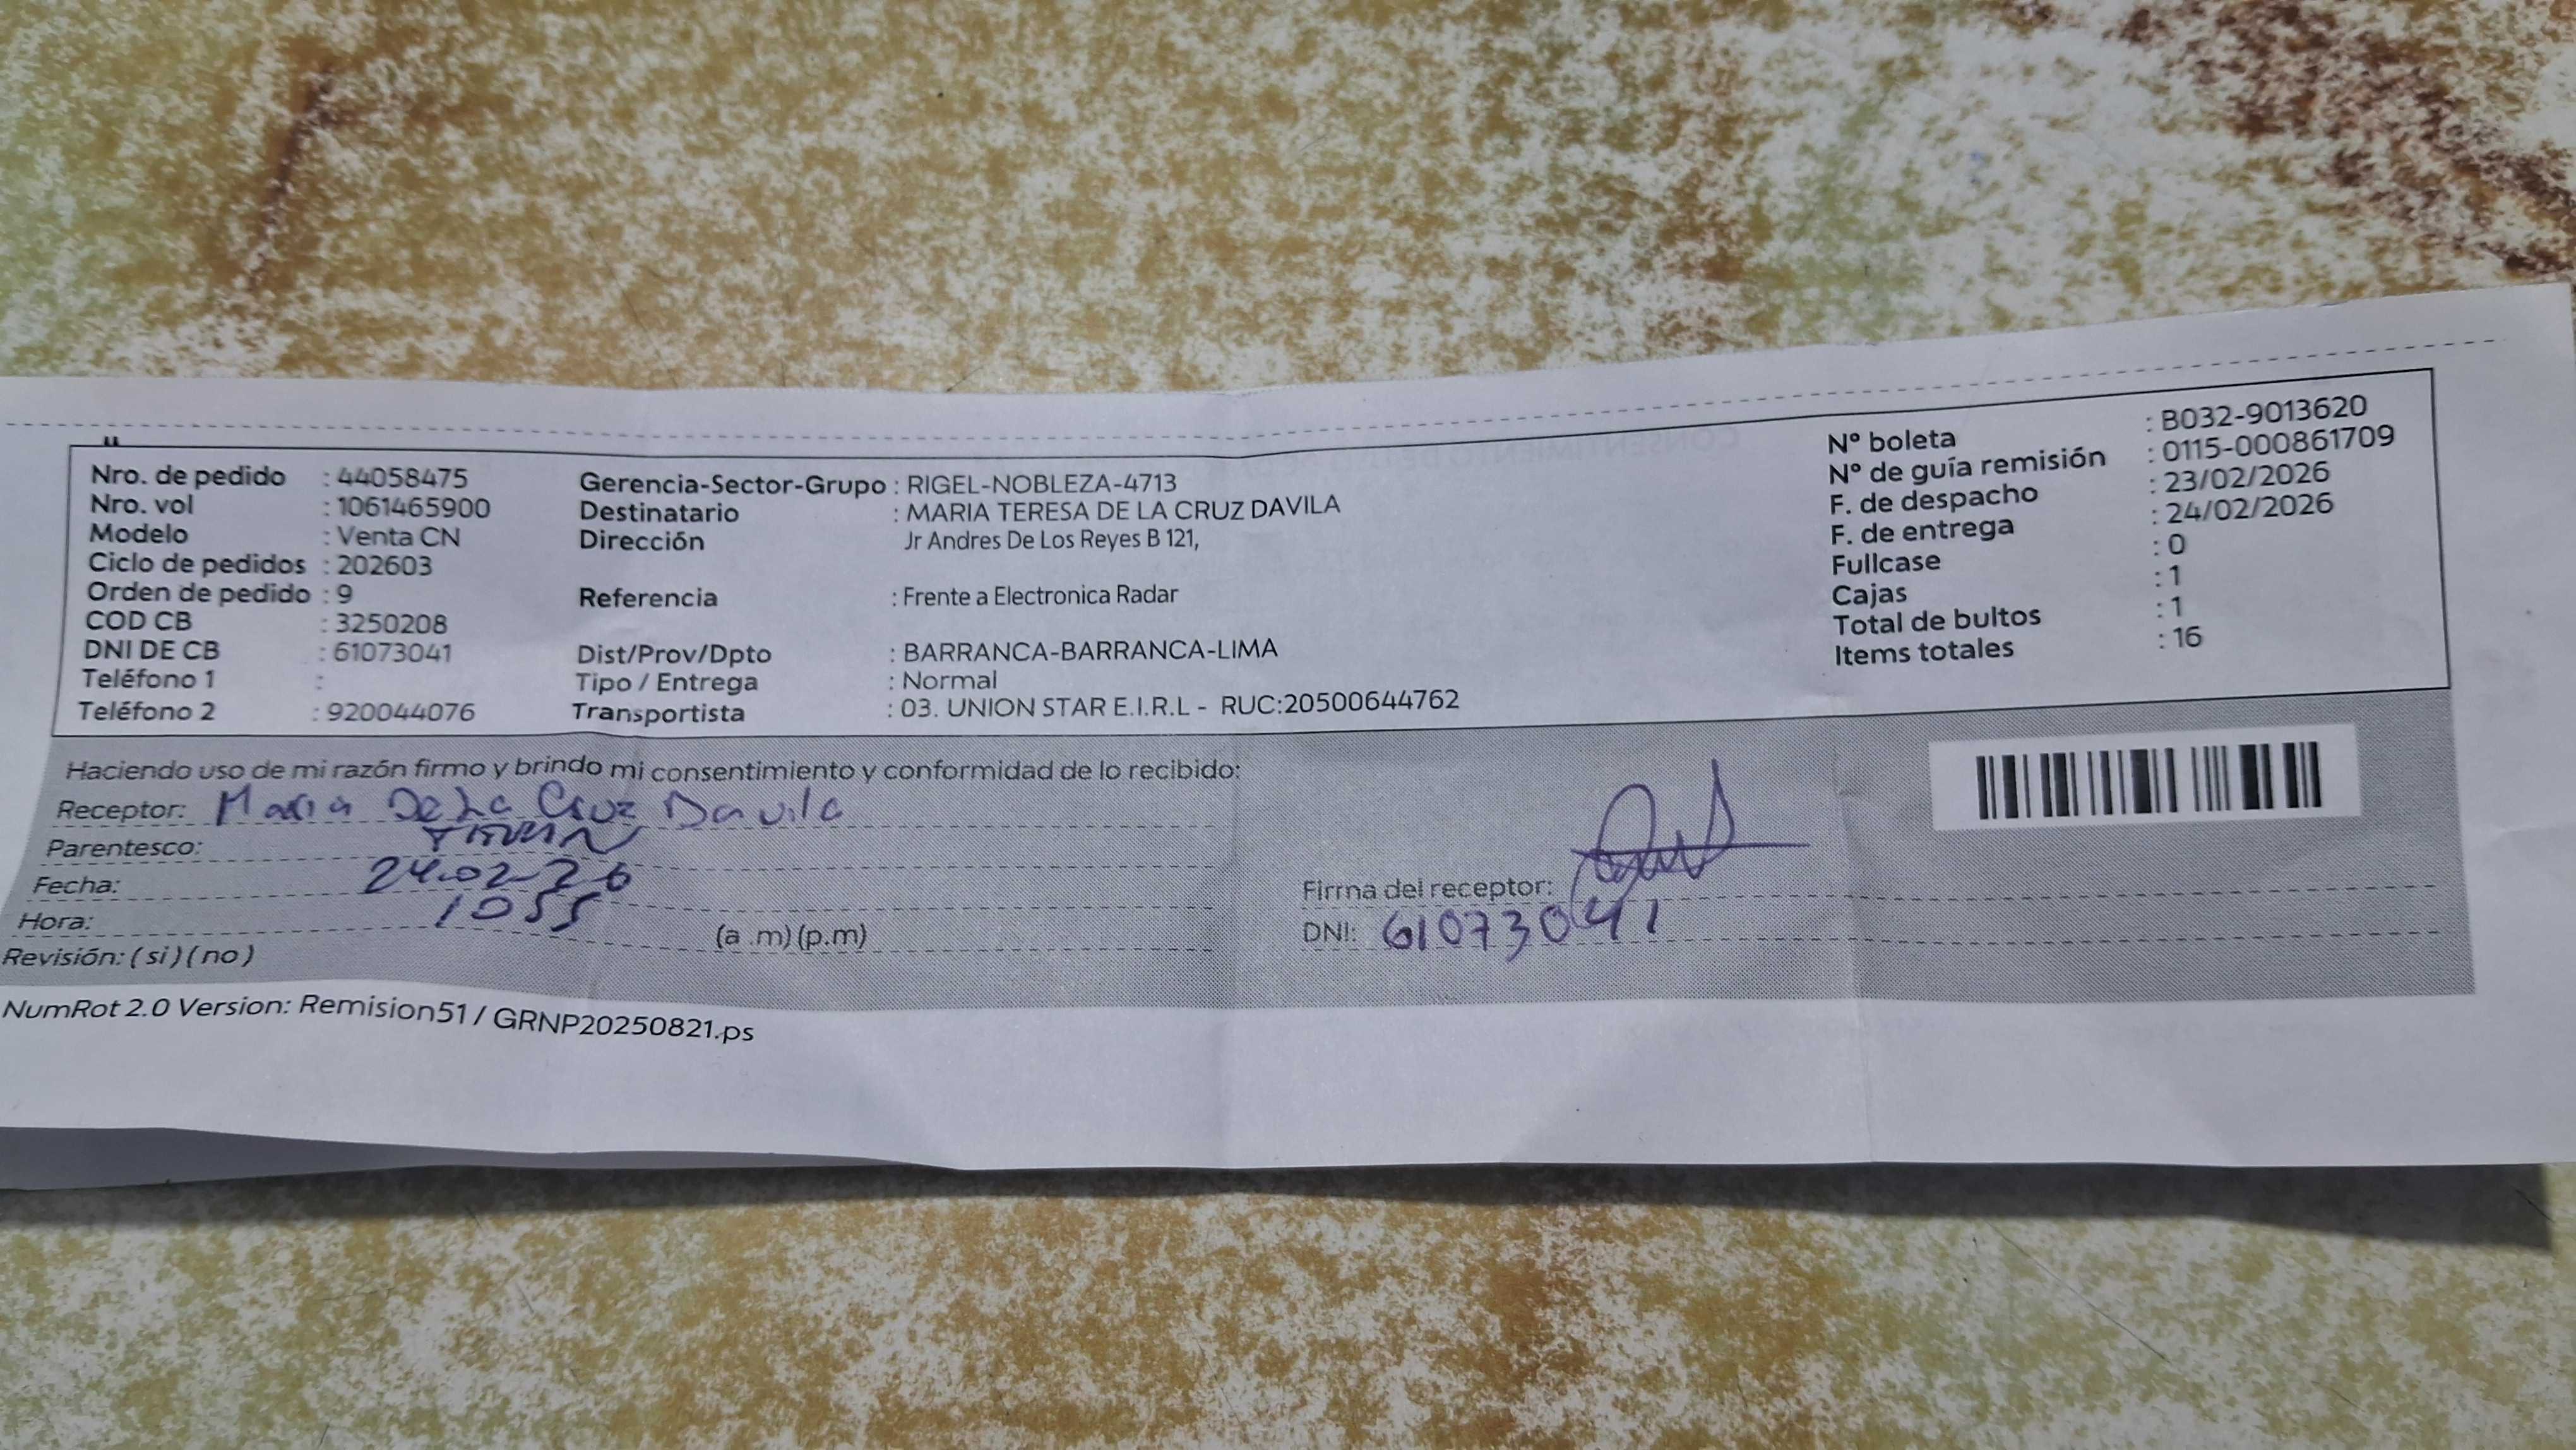 Nro. de pedido : 44058475
Nro. vol : 1061465900
Modelo : Venta CN
Ciclo de pedidos : 202603
Orden de pedido : 9
COD CB : 3250208
DNI DE CB : 61073041
Teléfono 1 :
Teléfono 2 : 920044076
Gerencia-Sector-Grupo : RIGEL-NOBLEZA-4713
Destinatario : MARIA TERESA DE LA CRUZ DAVILA
Dirección Jr Andres De Los Reyes B 121,
Referencia : Frente a Electronica Radar
Dist/Prov/Dpto : BARRANCA-BARRANCA-LIMA
Tipo / Entrega : Normal
Transportista : 03. UNION STAR E.I.R.L - RUC:20500644762
Nº boleta : B032-9013620
Nº de guía remisión : 0115-000861709
F. de despacho : 23/02/2026
F. de entrega : 24/02/2026
Fullcase : 0
Cajas : 1
Total de bultos : 1
Items totales : 16
Haciendo uso de mi razón firmo y brindo mi consentimiento y conformidad de lo recibido:
Receptor: Maria De La Cruz Davila
Parentesco:
Fecha: 24-02-26
Hora: 1055 (a .m) (p.m)
Revisión: ( si ) ( no )
Firma del receptor:
DNI: 61073041
NumRot 2.0 Version: Remision51 / GRNP20250821.ps